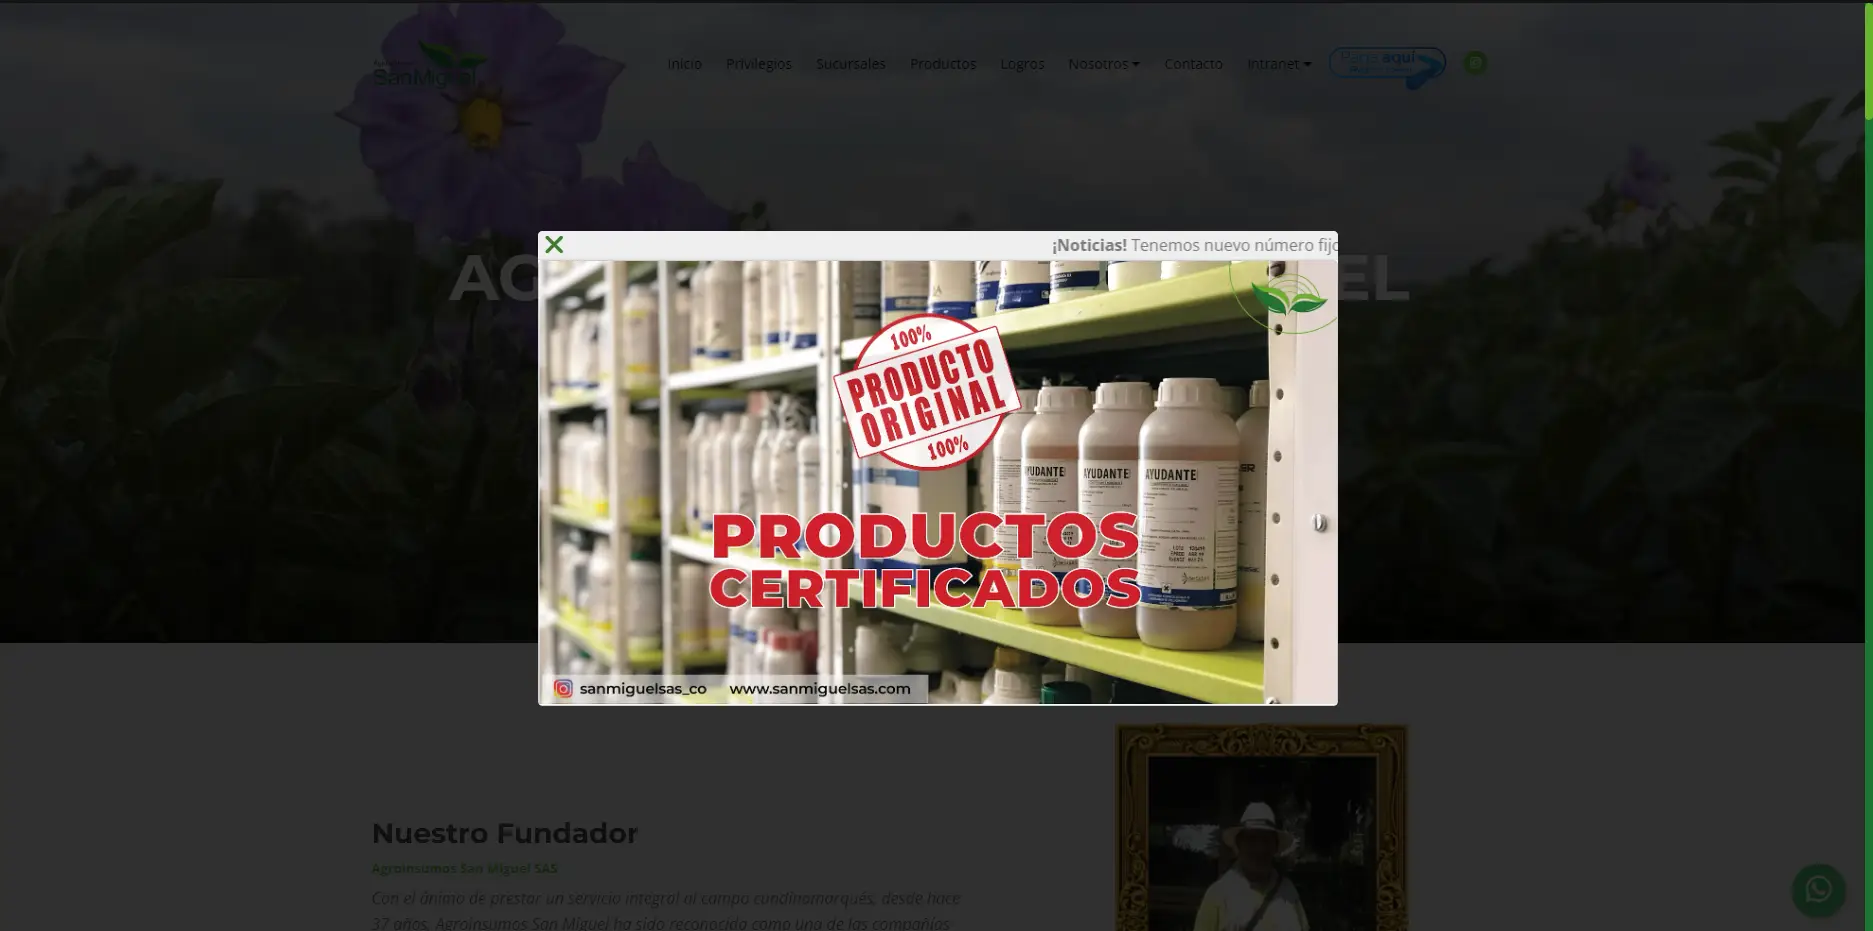 SanMiguel
Inicio Privilegios Sucursales Productos Logros Nosotros Contacto Intranet Paga aquí
¡Noticias! Tenemos nuevo número fijo
AG
EL
100%
PRODUCTO
ORIGINAL
100%
AYUDANTE AYUDANTE AYUDANTE
PRODUCTOS
CERTIFICADOS
sanmiguelsas_co www.sanmiguelsas.com
Nuestro Fundador
Agroinsumos San Miguel SAS
Con el ánimo de prestar un servicio integral al campo condinamarqués, desde hace
37 años, Agroinsumos San Miguel ha sido reconocida como una de las compañías